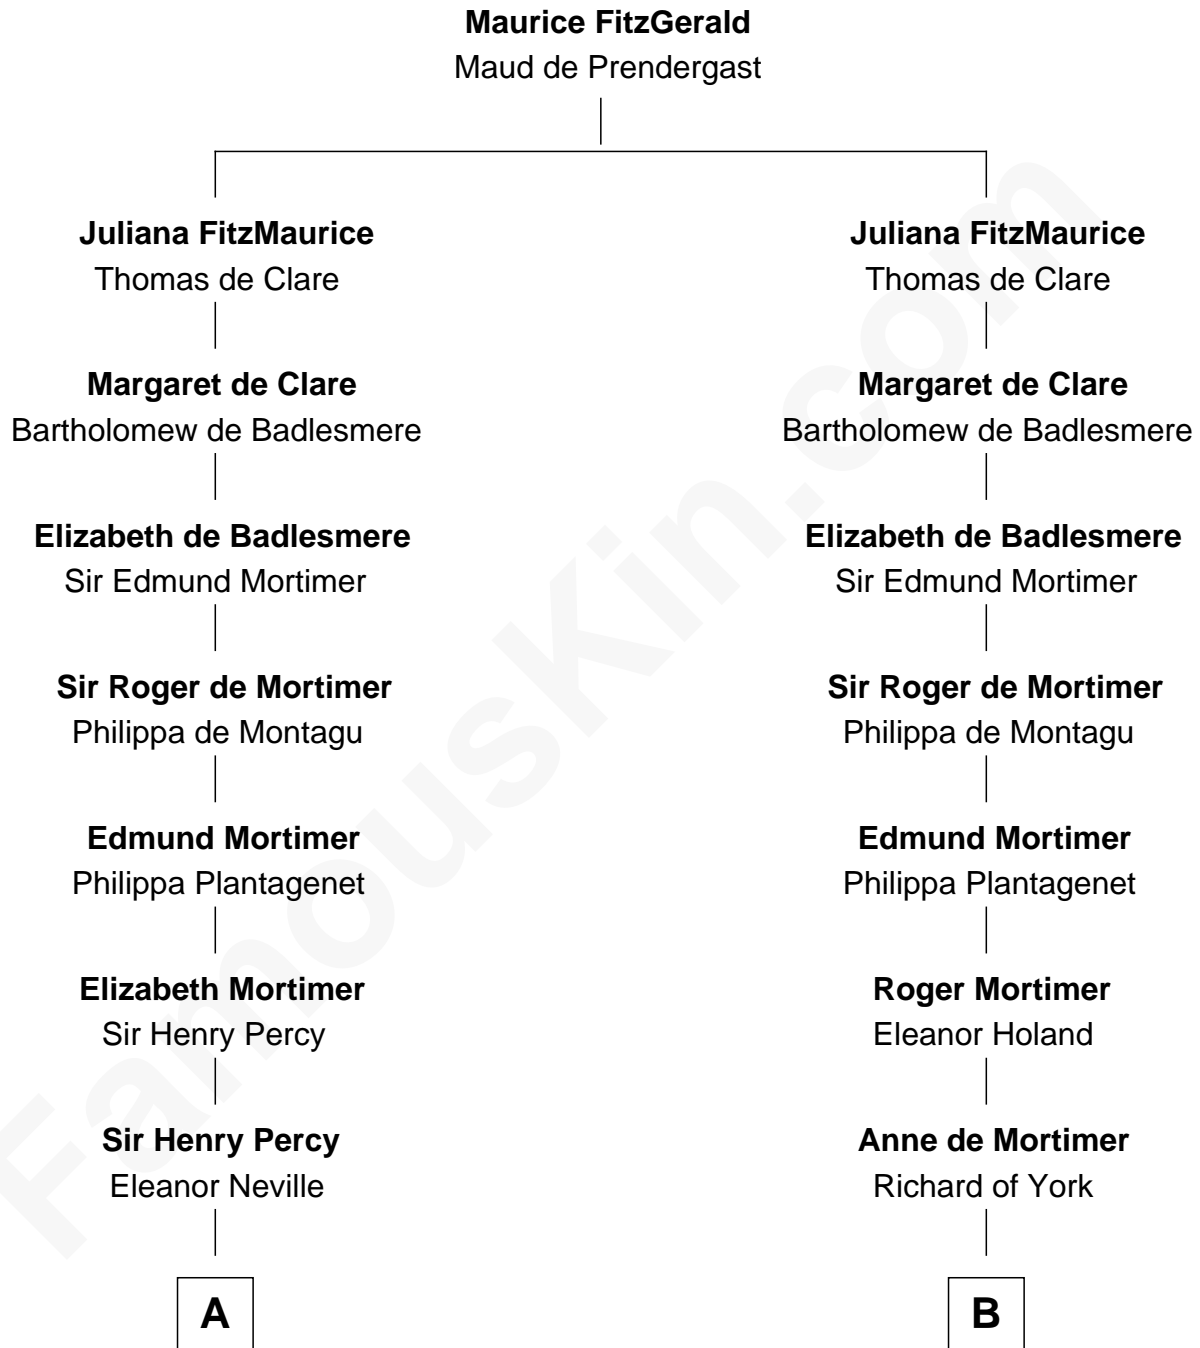 Maurice FitzGerald
Maud de Prendergast
Juliana FitzMaurice
Thomas de Clare
Juliana FitzMaurice
Thomas de Clare
Margaret de Clare
Bartholomew de Badlesmere
Margaret de Clare
Bartholomew de Badlesmere
Elizabeth de Badlesmere
Sir Edmund Mortimer
Elizabeth de Badlesmere
Sir Edmund Mortimer
Sir Roger de Mortimer
Philippa de Montagu
Sir Roger de Mortimer
Philippa de Montagu
Edmund Mortimer
Philippa Plantagenet
Edmund Mortimer
Philippa Plantagenet
Elizabeth Mortimer
Sir Henry Percy
Roger Mortimer
Eleanor Holand
Sir Henry Percy
Eleanor Neville
Anne de Mortimer
Richard of York
A
B
FamousKin.com